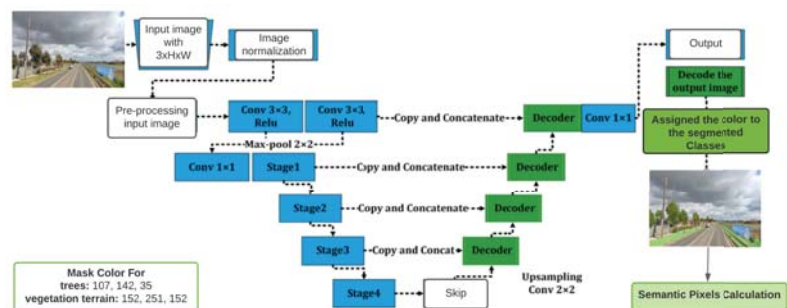 Input image
with
3xHxW
Image
normalization
Output
Decode the
output image
Pre-processing
input image
Conv 3×3,
Relu
Conv 3×3,
Relu
Copy and Concatenate
Decoder
Conv 1×1
Assigned the color to
the segmented
Classes
Max-pool 2×2
Conv 1×1
Stage1
Copy and Concatenate
Decoder
Stage2
Copy and Concatenate
Decoder
Stage3
Copy and Concat
Decoder
Stage4
Skip
Upsampling
Conv 2×2
Mask Color For
trees: 107, 142, 35
vegetation terrain: 152, 251, 152
Semantic Pixels Calculation